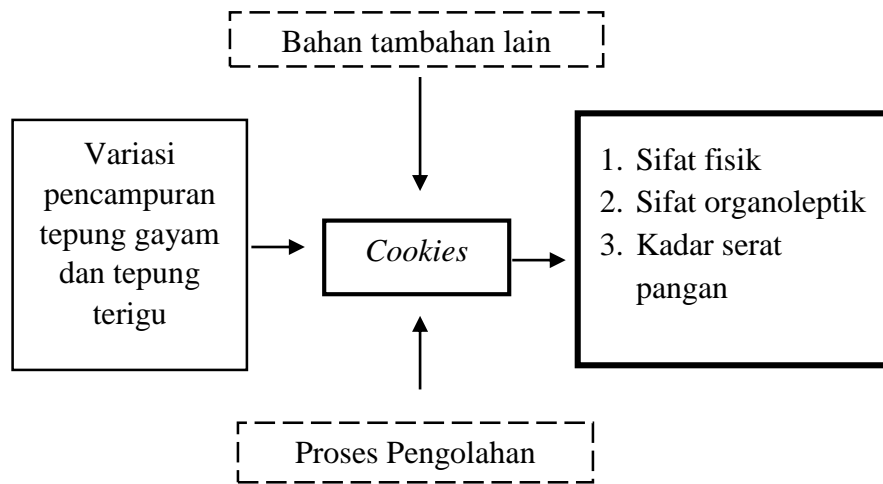 Bahan tambahan lain
Variasi
pencampuran
tepung gayam
dan tepung
terigu
Cookies
1. Sifat fisik
2. Sifat organoleptik
3. Kadar serat
pangan
Proses Pengolahan